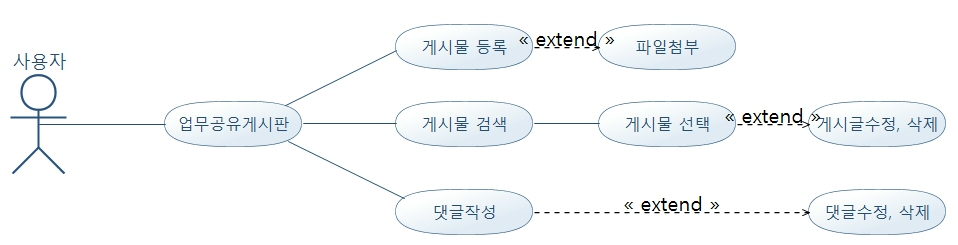 사용자
업무공유게시판
게시물 등록
« extend »
파일첨부
게시물 검색
게시물 선택
« extend »
게시글수정, 삭제
댓글작성
« extend »
댓글수정, 삭제